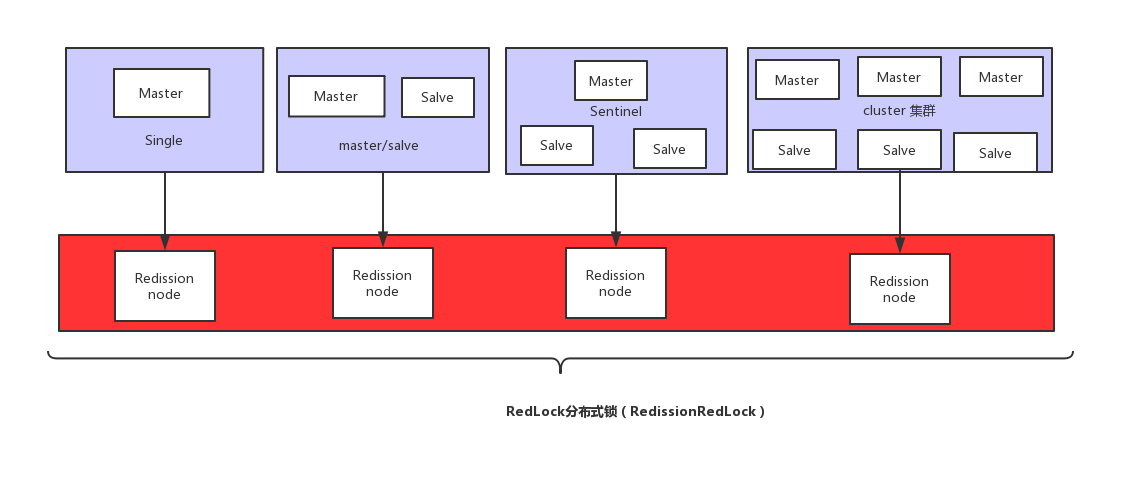 Master
Single
Master
Salve
master/salve
Master
Sentinel
Salve
Salve
Master
Master
Master
cluster 集群
Salve
Salve
Salve
Redission
node
Redission
node
Redission
node
Redission
node
RedLock分布式锁（RedissionRedLock）